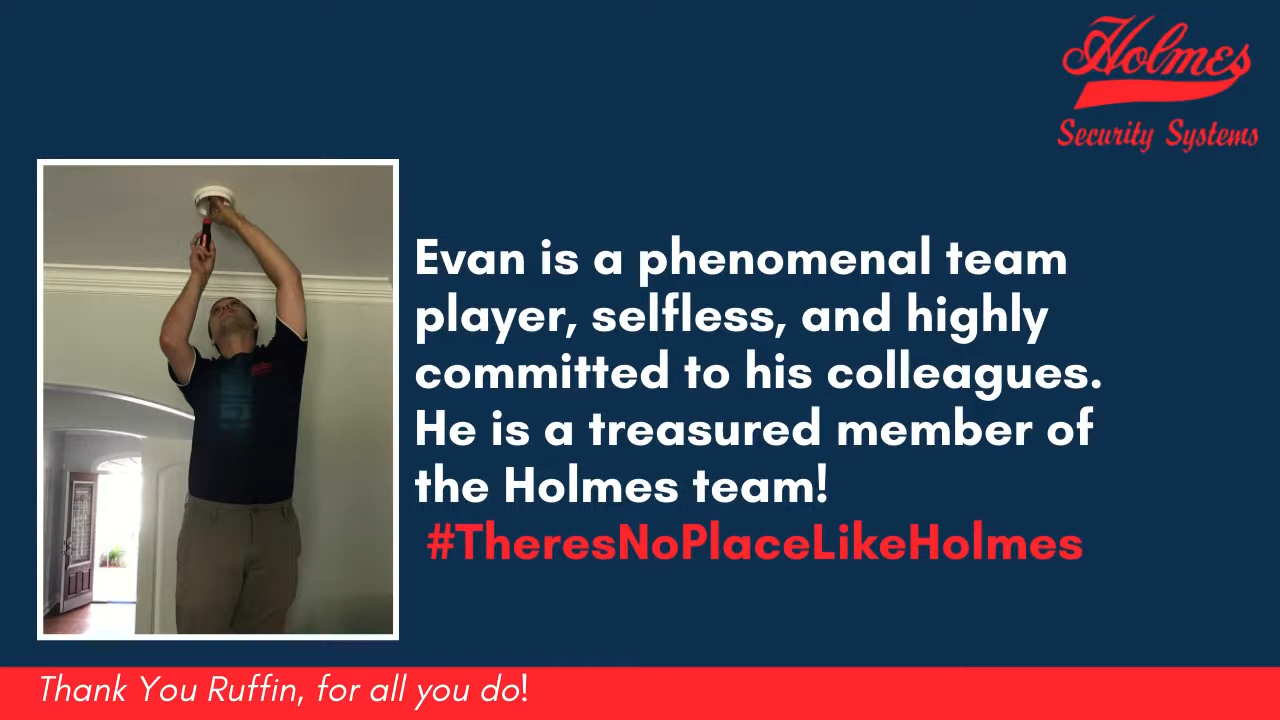 Holmes
Security Systems
Evan is a phenomenal team
player, selfless, and highly
committed to his colleagues.
He is a treasured member of
the Holmes team!
#TheresNoPlaceLikeHolmes
Thank You Ruffin, for all you do!